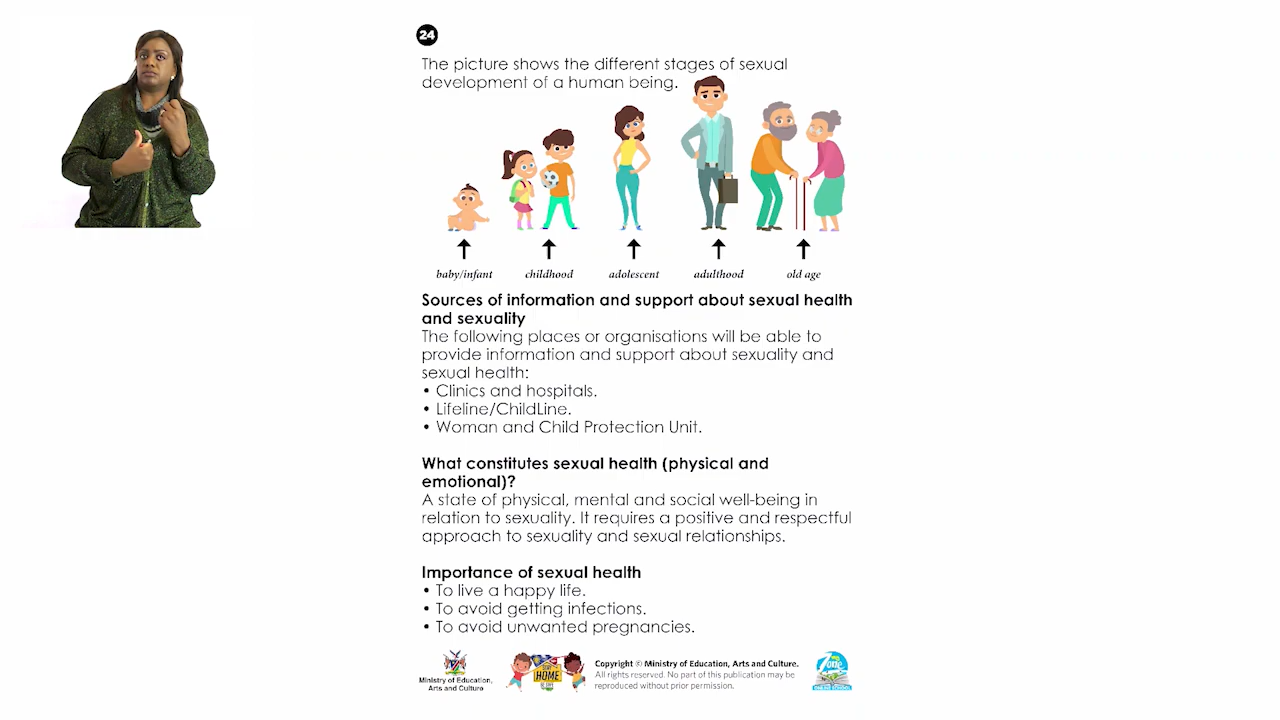 24
The picture shows the different stages of sexual
development of a human being.
baby/infant childhood adolescent adulthood old age
Sources of information and support about sexual health
and sexuality
The following places or organisations will be able to
provide information and support about sexuality and
sexual health:
• Clinics and hospitals.
• Lifeline/ChildLine.
• Woman and Child Protection Unit.
What constitutes sexual health (physical and
emotional)?
A state of physical, mental and social well-being in
relation to sexuality. It requires a positive and respectful
approach to sexuality and sexual relationships.
Importance of sexual health
• To live a happy life.
• To avoid getting infections.
• To avoid unwanted pregnancies.
Ministry of Education,
Arts and Culture
STAY
HOME
BE SAFE
Copyright © Ministry of Education, Arts and Culture.
All rights reserved. No part of this publication may be
reproduced without prior permission.
Zone
ONLINE SCHOOL